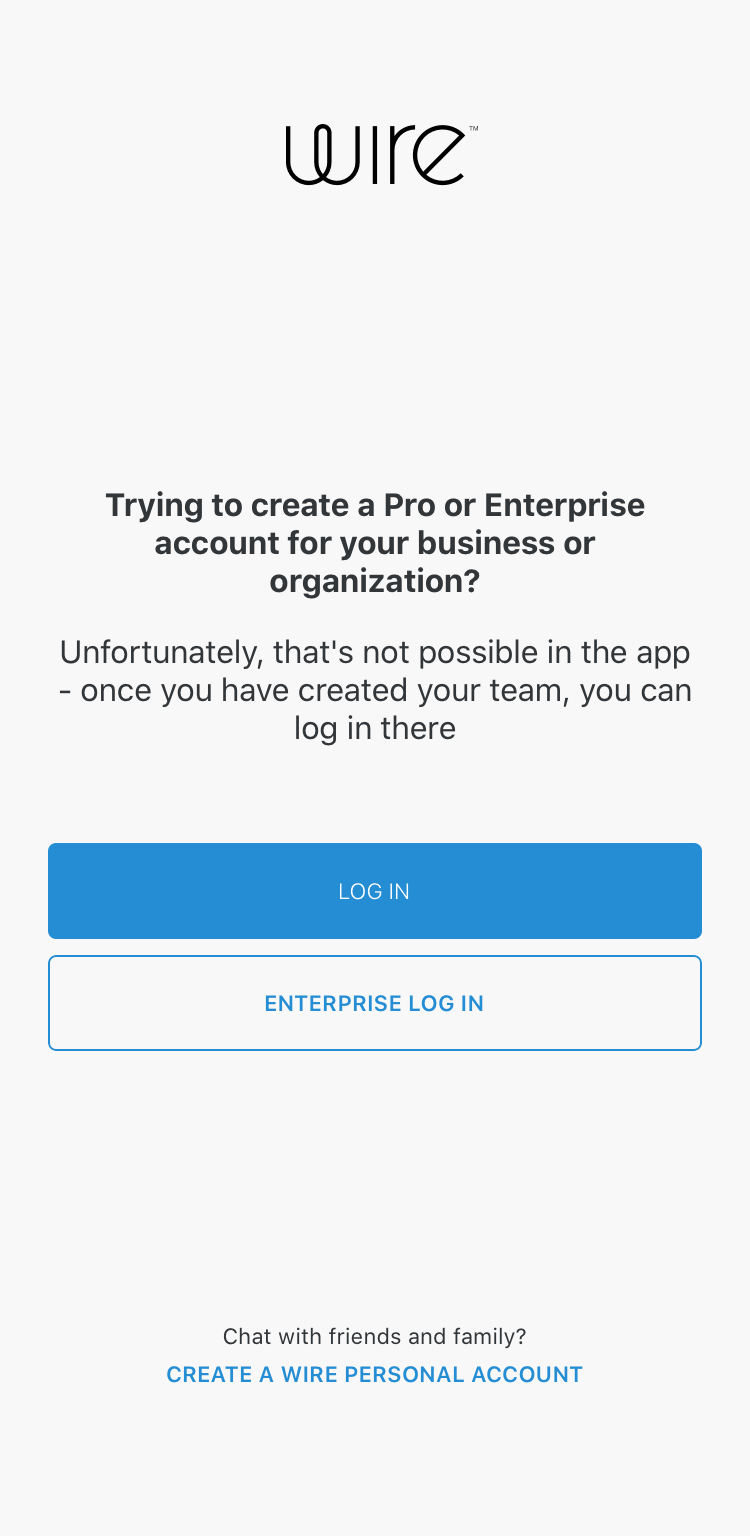 wire™
Trying to create a Pro or Enterprise
account for your business or
organization?
Unfortunately, that's not possible in the app
- once you have created your team, you can
log in there
LOG IN
ENTERPRISE LOG IN
Chat with friends and family?
CREATE A WIRE PERSONAL ACCOUNT